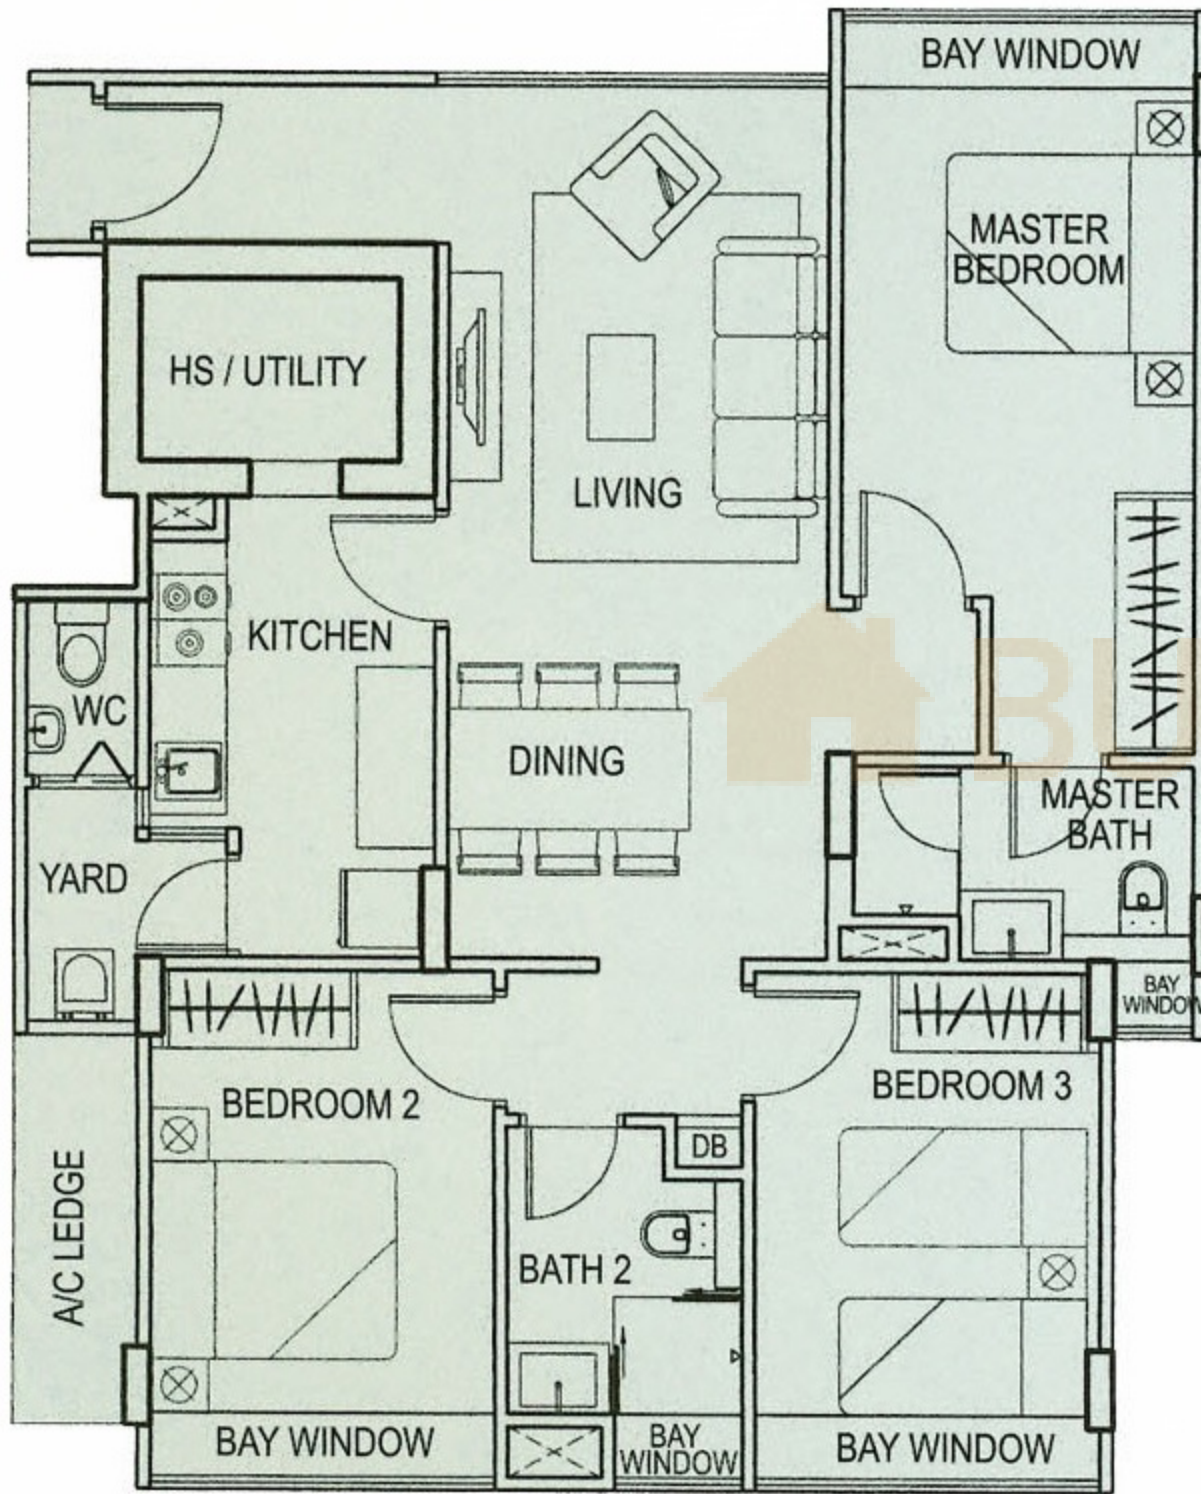 BAY WINDOW
MASTER
BEDROOM
HS / UTILITY
LIVING
KITCHEN
WC
DINING
MASTER
BATH
YARD
BAY
WINDOW
BEDROOM 2
BEDROOM 3
DB
A/C LEDGE
BATH 2
BAY WINDOW
BAY
WINDOW
BAY WINDOW
BU